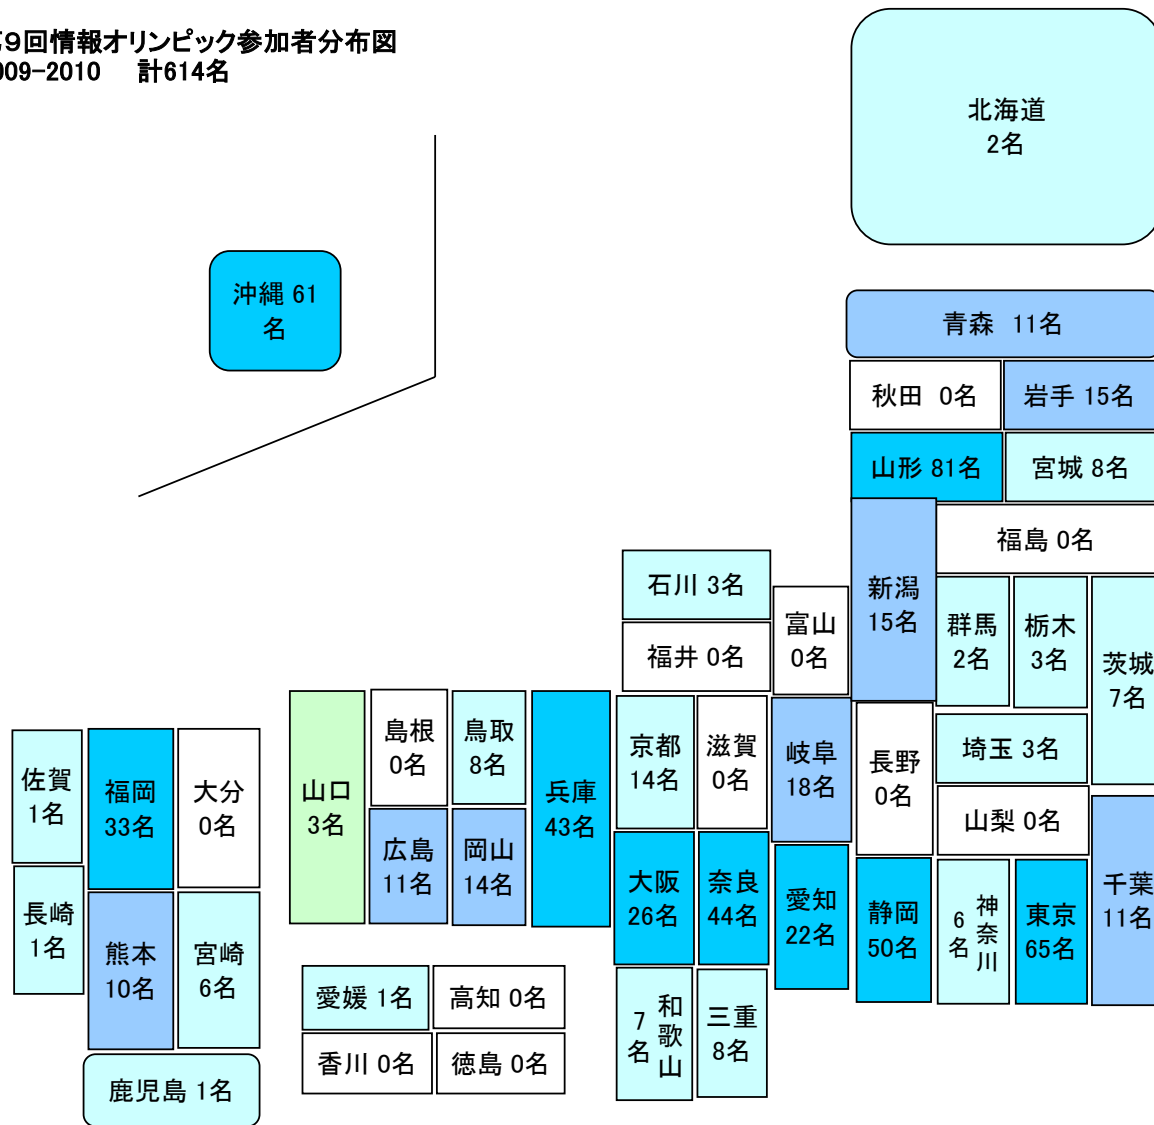 9回情報オリンピック参加者分布図
09-2010 計614名
北海道
2名
沖縄 61
名
青森 11名
秋田 0名
岩手 15名
山形 81名
宮城 8名
福島 0名
新潟
15名
石川 3名
福井 0名
富山
0名
群馬
2名
栃木
3名
茨城
7名
埼玉 3名
山梨 0名
長野
0名
岐阜
18名
滋賀
0名
京都
14名
兵庫
43名
鳥取
8名
島根
0名
山口
3名
広島
11名
岡山
14名
大阪
26名
奈良
44名
愛知
22名
静岡
50名
神奈川
6名
東京
65名
千葉
11名
和歌山
7名
三重
8名
佐賀
1名
福岡
33名
大分
0名
長崎
1名
熊本
10名
宮崎
6名
鹿児島 1名
愛媛 1名
高知 0名
香川 0名
徳島 0名